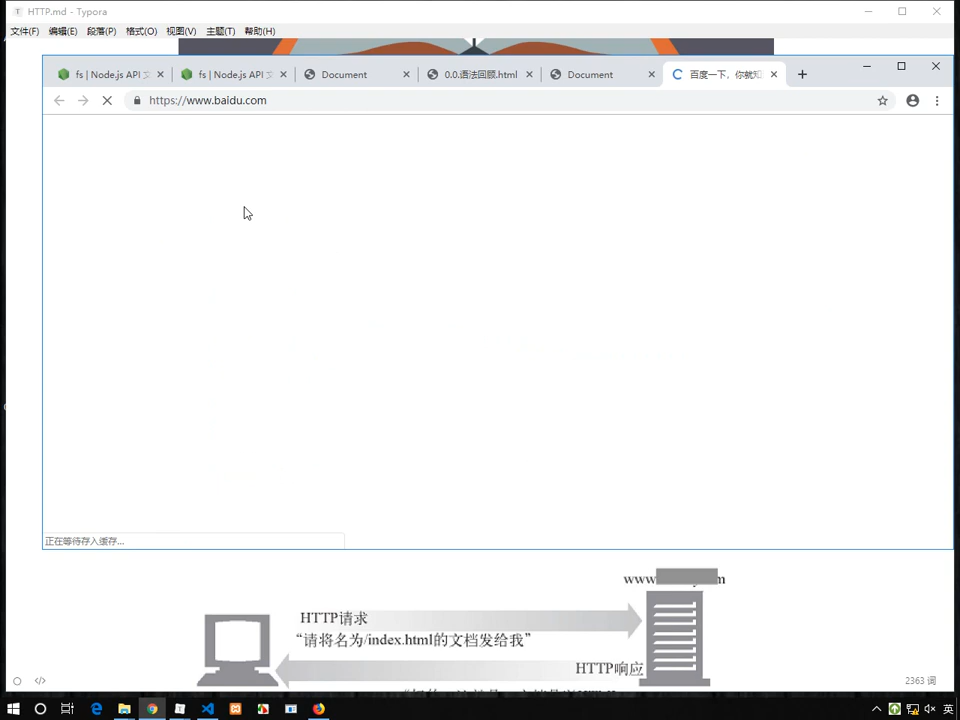 HTTP.md - Typora
文件(F) 编辑(E) 段落(P) 格式(O) 视图(V) 主题(T) 帮助(H)
fs | Node.js API 文 fs | Node.js API 文 Document 0.0.语法回顾.html Document 百度一下，你就知
https://www.baidu.com
正在等待存入缓存...
www. m
HTTP请求
“请将名为/index.html的文档发给我”
HTTP响应
2363 词
英